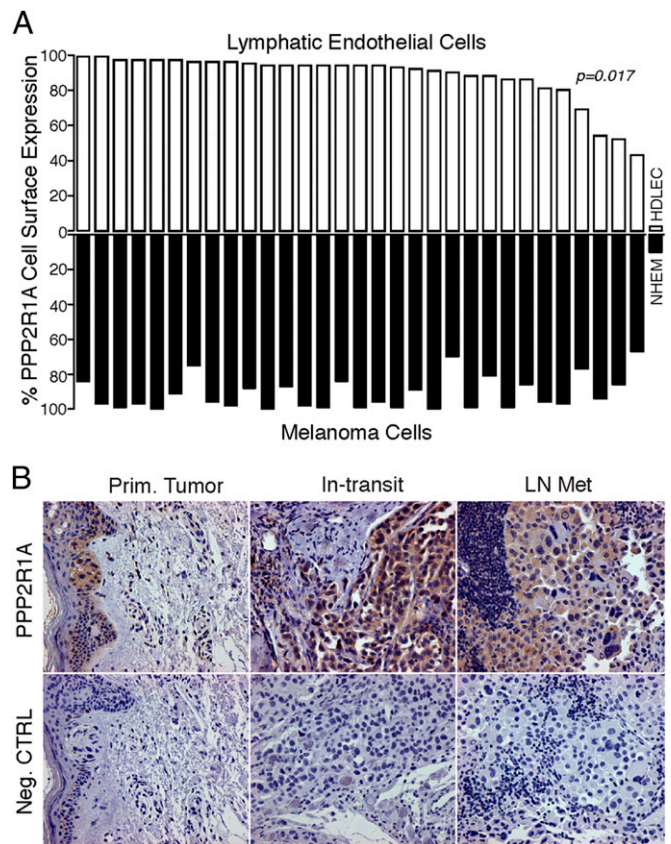 A
Lymphatic Endothelial Cells
p=0.017
% PPP2R1A Cell Surface Expression
100
80
60
40
20
0
20
40
60
80
100
NHEM
HDLEC
Melanoma Cells
B
Prim. Tumor
In-transit
LN Met
PPP2R1A
Neg. CTRL